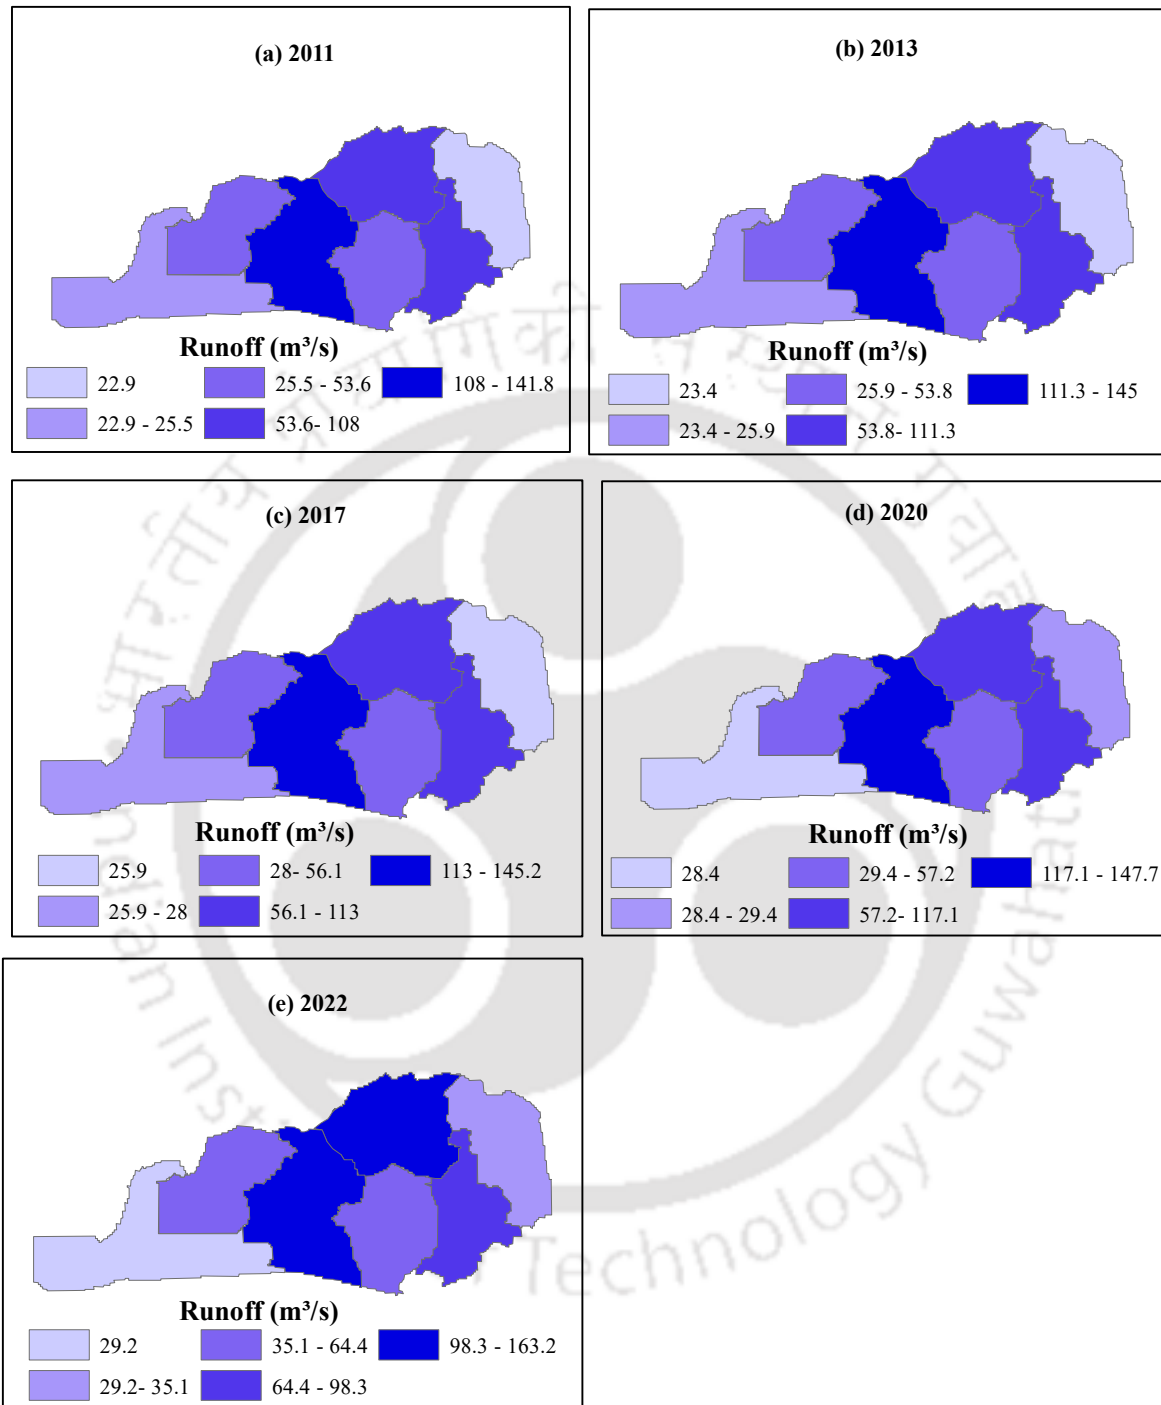 (a) 2011
Runoff (m³/s)
22.9
25.5 - 53.6
108 - 141.8
22.9 - 25.5
53.6- 108
(b) 2013
Runoff (m³/s)
23.4
25.9 - 53.8
111.3 - 145
23.4 - 25.9
53.8- 111.3
(c) 2017
Runoff (m³/s)
25.9
28- 56.1
113 - 145.2
25.9 - 28
56.1 - 113
(d) 2020
Runoff (m³/s)
28.4
29.4 - 57.2
117.1 - 147.7
28.4 - 29.4
57.2- 117.1
(e) 2022
Runoff (m³/s)
29.2
35.1 - 64.4
98.3 - 163.2
29.2- 35.1
64.4 - 98.3
Technology Guwahati